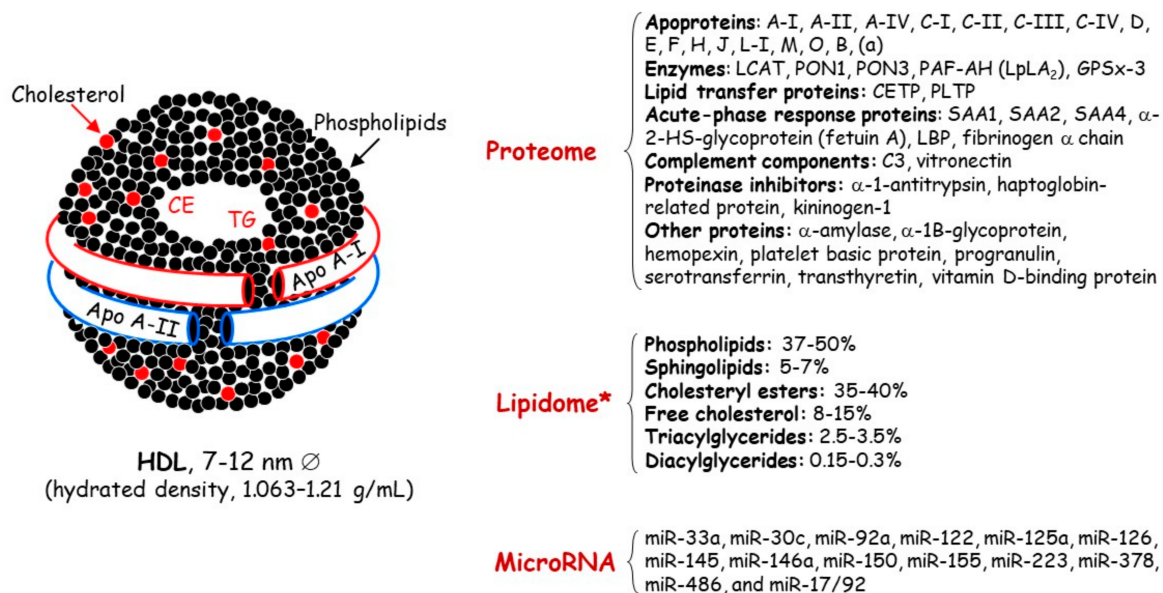 Cholesterol
Phospholipids
CE
TG
Apo A-I
Apo A-II
HDL, 7-12 nm ∅
(hydrated density, 1.063–1.21 g/mL)
Proteome
Apoproteins: A-I, A-II, A-IV, C-I, C-II, C-III, C-IV, D,
E, F, H, J, L-I, M, O, B, (a)
Enzymes: LCAT, PON1, PON3, PAF-AH (LpLA₂), GPSx-3
Lipid transfer proteins: CETP, PLTP
Acute-phase response proteins: SAA1, SAA2, SAA4, α-
2-HS-glycoprotein (fetuin A), LBP, fibrinogen α chain
Complement components: C3, vitronectin
Proteinase inhibitors: α-1-antitrypsin, haptoglobin-
related protein, kininogen-1
Other proteins: α-amylase, α-1B-glycoprotein,
hemopexin, platelet basic protein, progranulin,
serotransferrin, transthyretin, vitamin D-binding protein
Lipidome*
Phospholipids: 37-50%
Sphingolipids: 5-7%
Cholesteryl esters: 35-40%
Free cholesterol: 8-15%
Triacylglycerides: 2.5-3.5%
Diacylglycerides: 0.15-0.3%
MicroRNA
miR-33a, miR-30c, miR-92a, miR-122, miR-125a, miR-126,
miR-145, miR-146a, miR-150, miR-155, miR-223, miR-378,
miR-486, and miR-17/92